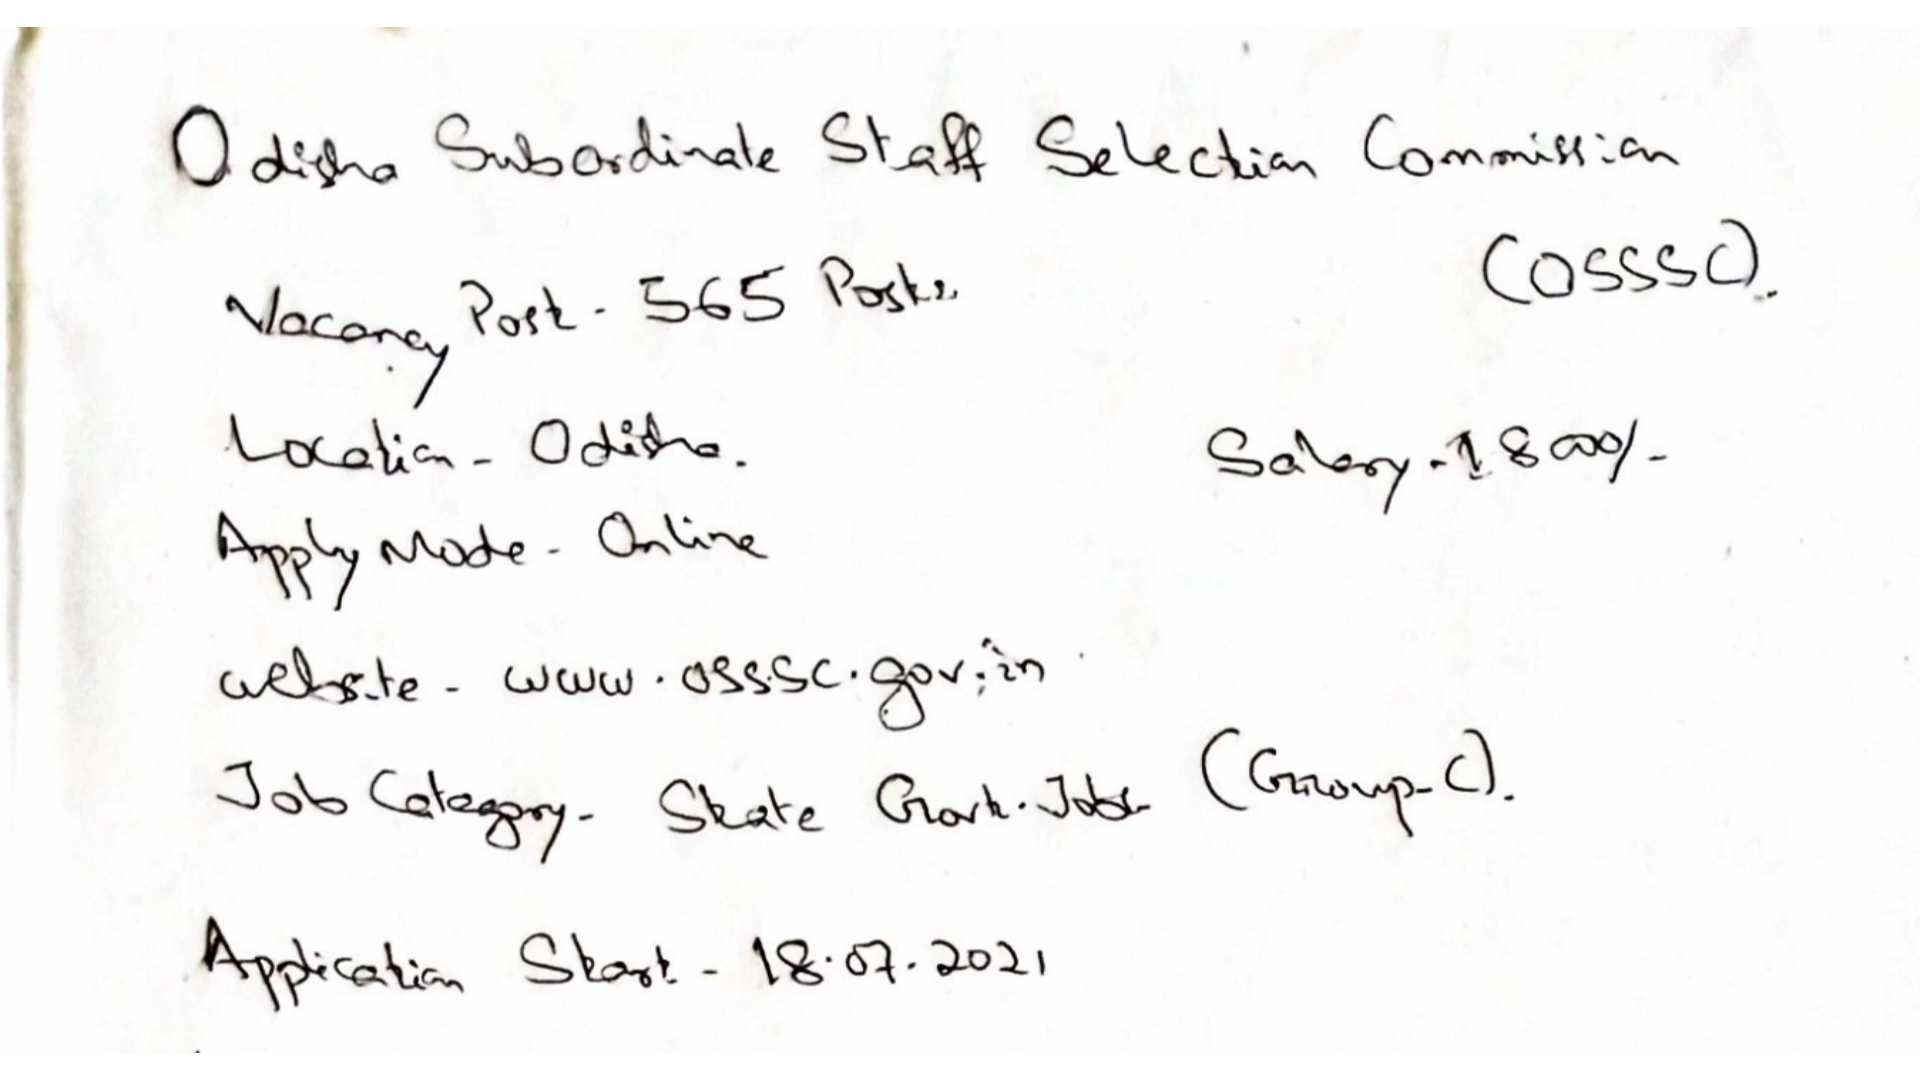 Odisha Subordinate Staff Selection Commission
(OSSSC).
Vacancy Post - 565 Posts.
Location - Odisha.
Salary - 18000/-
Apply Mode - Online
website - www.osssc.gov.in
Job Category - State Govt. Jobs (Group-C).
Application Start - 18.07.2021